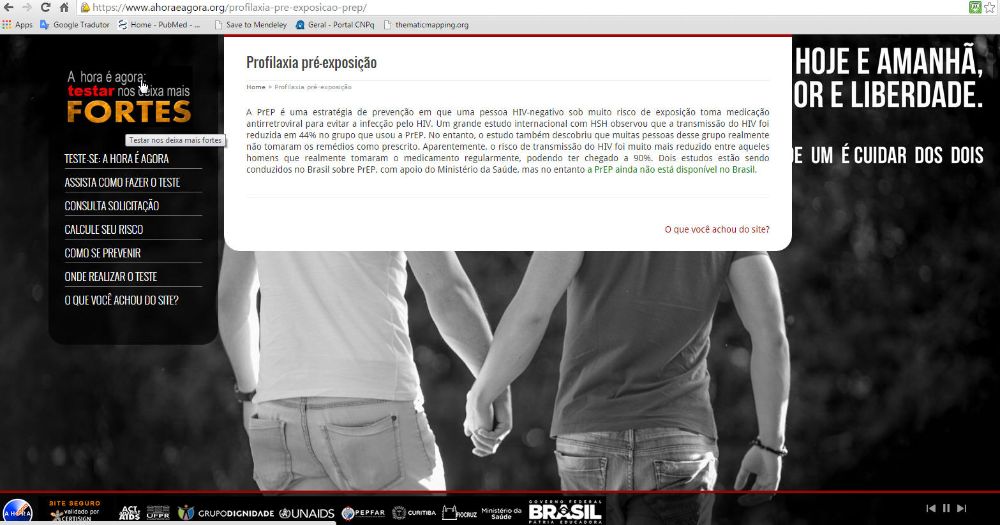 https://www.ahoraeagora.org/profilaxia-pre-exposicao-prep/
Apps
Google Tradutor
Home - PubMed - ...
Save to Mendeley
Geral - Portal CNPq
thematicmapping.org
A hora é agora:
testar nos deixa mais
FORTES
Testar nos deixa mais fortes
TESTE-SE: A HORA É AGORA
ASSISTA COMO FAZER O TESTE
CONSULTA SOLICITAÇÃO
CALCULE SEU RISCO
COMO SE PREVENIR
ONDE REALIZAR O TESTE
O QUE VOCÊ ACHOU DO SITE?
Profilaxia pré-exposição
Home » Profilaxia pré-exposição
A PrEP é uma estratégia de prevenção em que uma pessoa HIV-negativo sob muito risco de exposição toma medicação
antirretroviral para evitar a infecção pelo HIV. Um grande estudo internacional com HSH observou que a transmissão do HIV foi
reduzida em 44% no grupo que usou a PrEP. No entanto, o estudo também descobriu que muitas pessoas desse grupo realmente
não tomaram os remédios como prescrito. Aparentemente, o risco de transmissão do HIV foi muito mais reduzido entre aqueles
homens que realmente tomaram o medicamento regularmente, podendo ter chegado a 90%. Dois estudos estão sendo
conduzidos no Brasil sobre PrEP, com apoio do Ministério da Saúde, mas no entanto a PrEP ainda não está disponível no Brasil.
O que você achou do site?
HOJE E AMANHÃ,
OR E LIBERDADE.
DE UM É CUIDAR DOS DOIS
A HORA
agora
SITE SEGURO
validado por
CERTISIGN
ACT
against
AIDS
UFPR
GRUPODIGNIDADE
UNAIDS
PEPFAR
CURITIBA
FIOCRUZ
Ministério da
Saúde
GOVERNO FEDERAL
BRASIL
PÁTRIA EDUCADORA